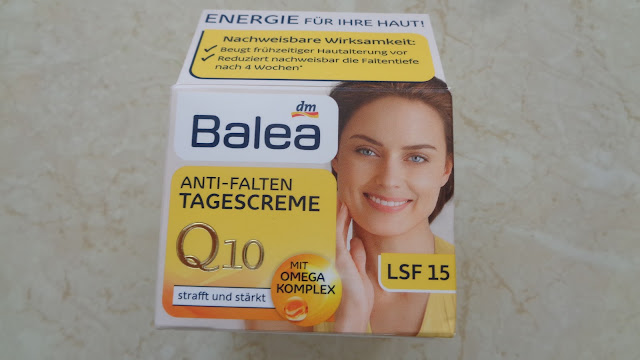 ENERGIE FÜR IHRE HAUT!
Nachweisbare Wirksamkeit:
✓ Beugt frühzeitiger Hautalterung vor
✓ Reduziert nachweisbar die Faltentiefe
nach 4 Wochen*
dm
Balea
ANTI-FALTEN
TAGESCREME
Q10
MIT
OMEGA
KOMPLEX
LSF 15
strafft und stärkt